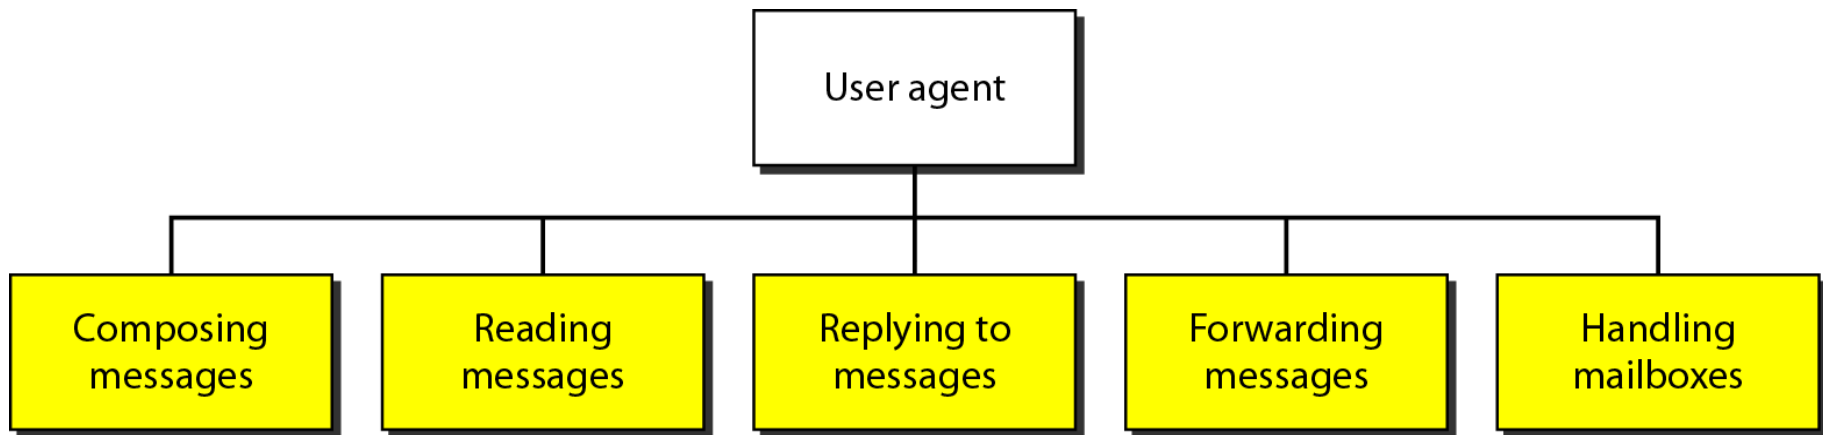 User agent
Composing
messages
Reading
messages
Replying to
messages
Forwarding
messages
Handling
mailboxes